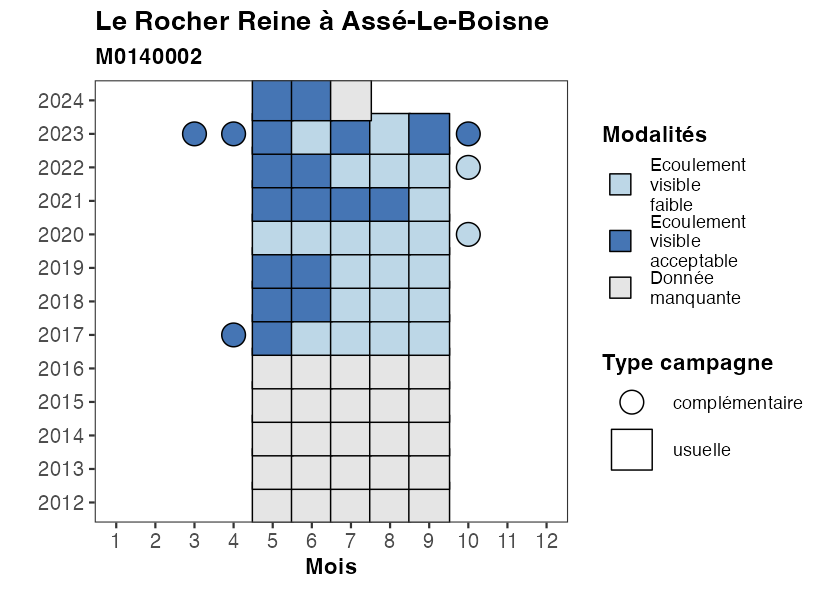 Le Rocher Reine à Assé-Le-Boisne
M0140002
2024
2023
2022
2021
2020
2019
2018
2017
2016
2015
2014
2013
2012
1 2 3 4 5 6 7 8 9 10 11 12
Mois
Modalités
Ecoulement
visible
faible
Ecoulement
visible
acceptable
Donnée
manquante
Type campagne
complémentaire
usuelle